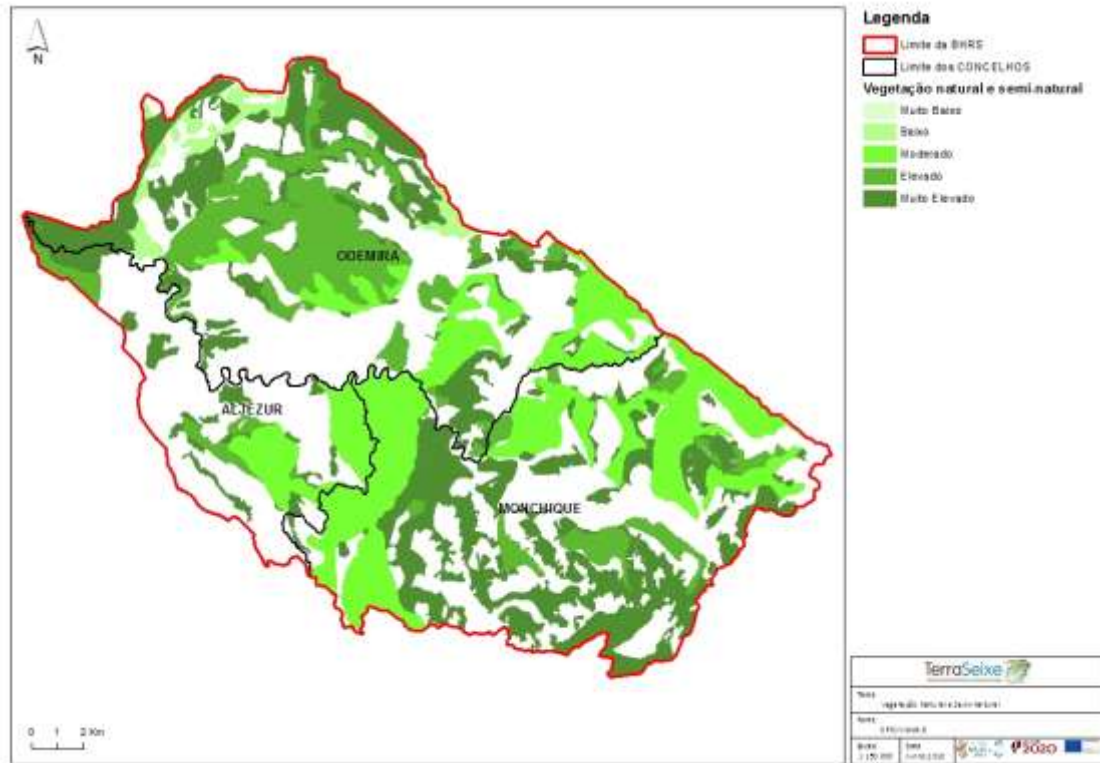 N
ODEMIRA
ALJEZUR
MONCHIQUE
0 1 2 Km
Legenda
Limite da BHRS
Limite dos CONCELHOS
Vegetação natural e semi-natural
Muito Baixo
Baixo
Moderado
Elevado
Muito Elevado
TerraSeixe
2020